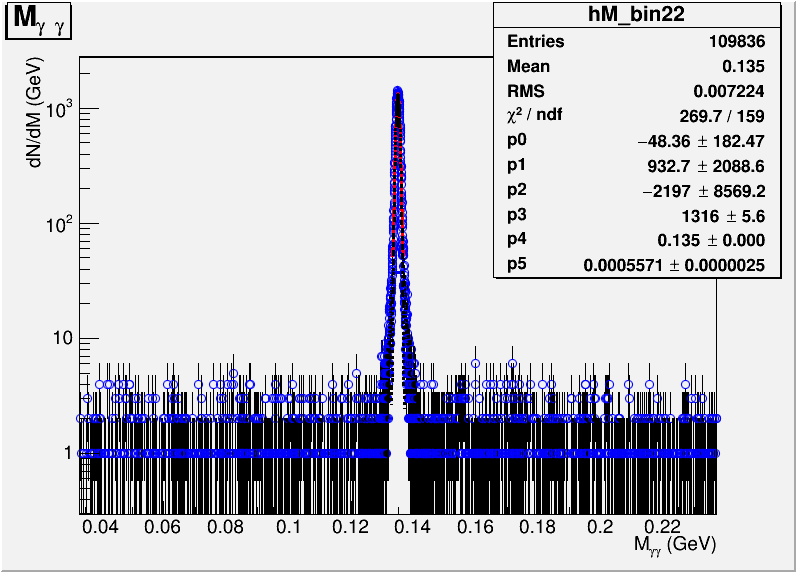 Mγ γ
hM_bin22
Entries 109836
Mean 0.135
RMS 0.007224
χ² / ndf 269.7 / 159
p0 −48.36 ± 182.47
p1 932.7 ± 2088.6
p2 −2197 ± 8569.2
p3 1316 ± 5.6
p4 0.135 ± 0.000
p5 0.0005571 ± 0.0000025
dN/dM (GeV)
10³
10²
10
1
0.04 0.06 0.08 0.1 0.12 0.14 0.16 0.18 0.2 0.22
Mγγ (GeV)